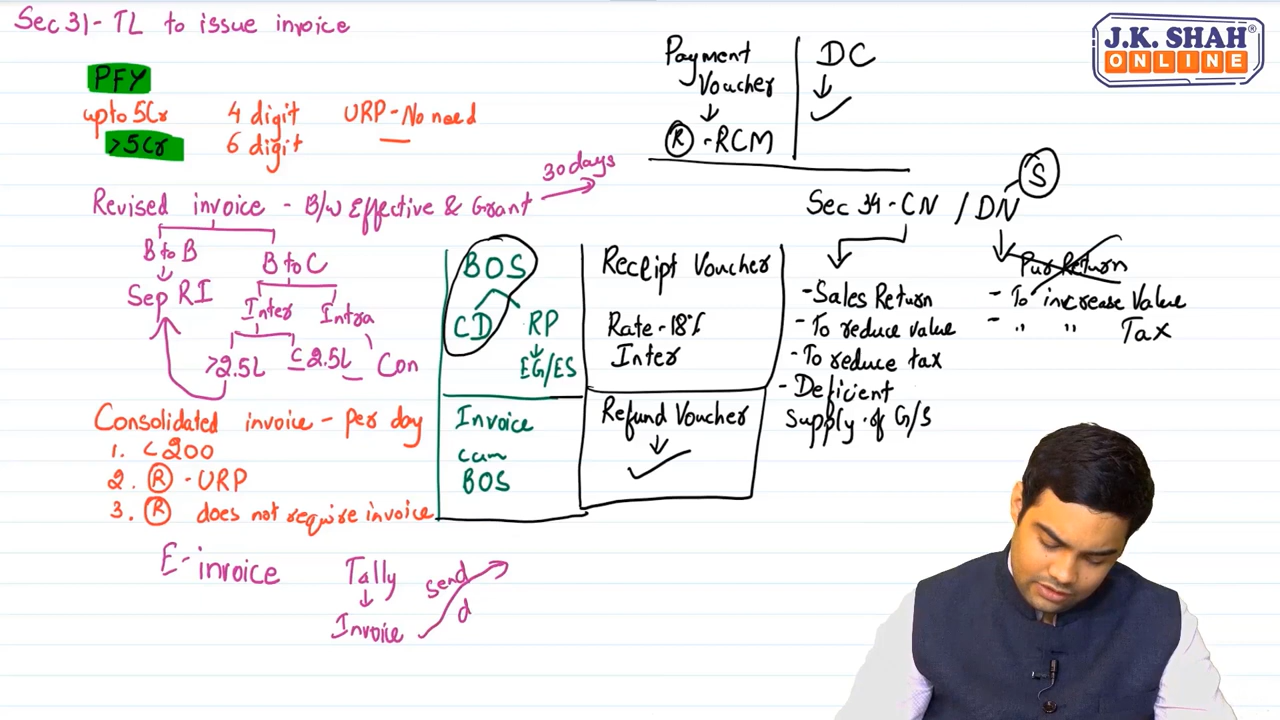 Sec 31 - TL to issue invoice
J.K. SHAH®
ONLINE
PFY
upto 5Cr 4 digit URP - No need
>5Cr 6 digit
Payment
Voucher
R - RCM
DC
Revised invoice - B/w Effective & Grant 30 days
B to B
Sep RI
B to C
Inter Intra
>2.5L ≤2.5L Con
Consolidated invoice - per day
1. <200
2. R - URP
3. R does not require invoice
BOS
CD RP
EG/ES
Invoice
cum
BOS
Receipt Voucher
Rate - 18%
Inter
Refund Voucher
Sec 34 - CN / DN S
- Sales Return
- To reduce value
- To reduce tax
- Deficient
Supply of G/S
Pur Return
- To increase Value
- " " Tax
E-invoice
Tally
Invoice
send
d